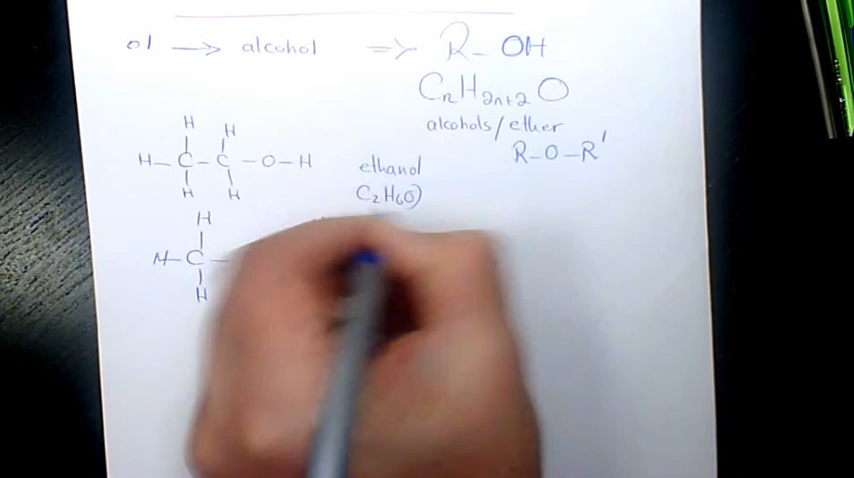 ol → alcohol ⇒ R-OH
CnH2n+2O
alcohols/ether
R-O-R'
H H
H-C-C-O-H
H H
ethanol
C2H6O)
H
H-C-
H